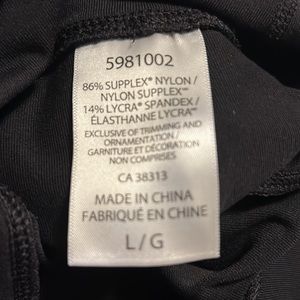 5981002
86% SUPPLEX® NYLON /
NYLON SUPPLEX™
14% LYCRA® SPANDEX /
ÉLASTHANNE LYCRA™
EXCLUSIVE OF TRIMMING AND
ORNAMENTATION /
GARNITURE ET DÉCORATION
NON COMPRISES
CA 38313
MADE IN CHINA
FABRIQUÉ EN CHINE
L/G